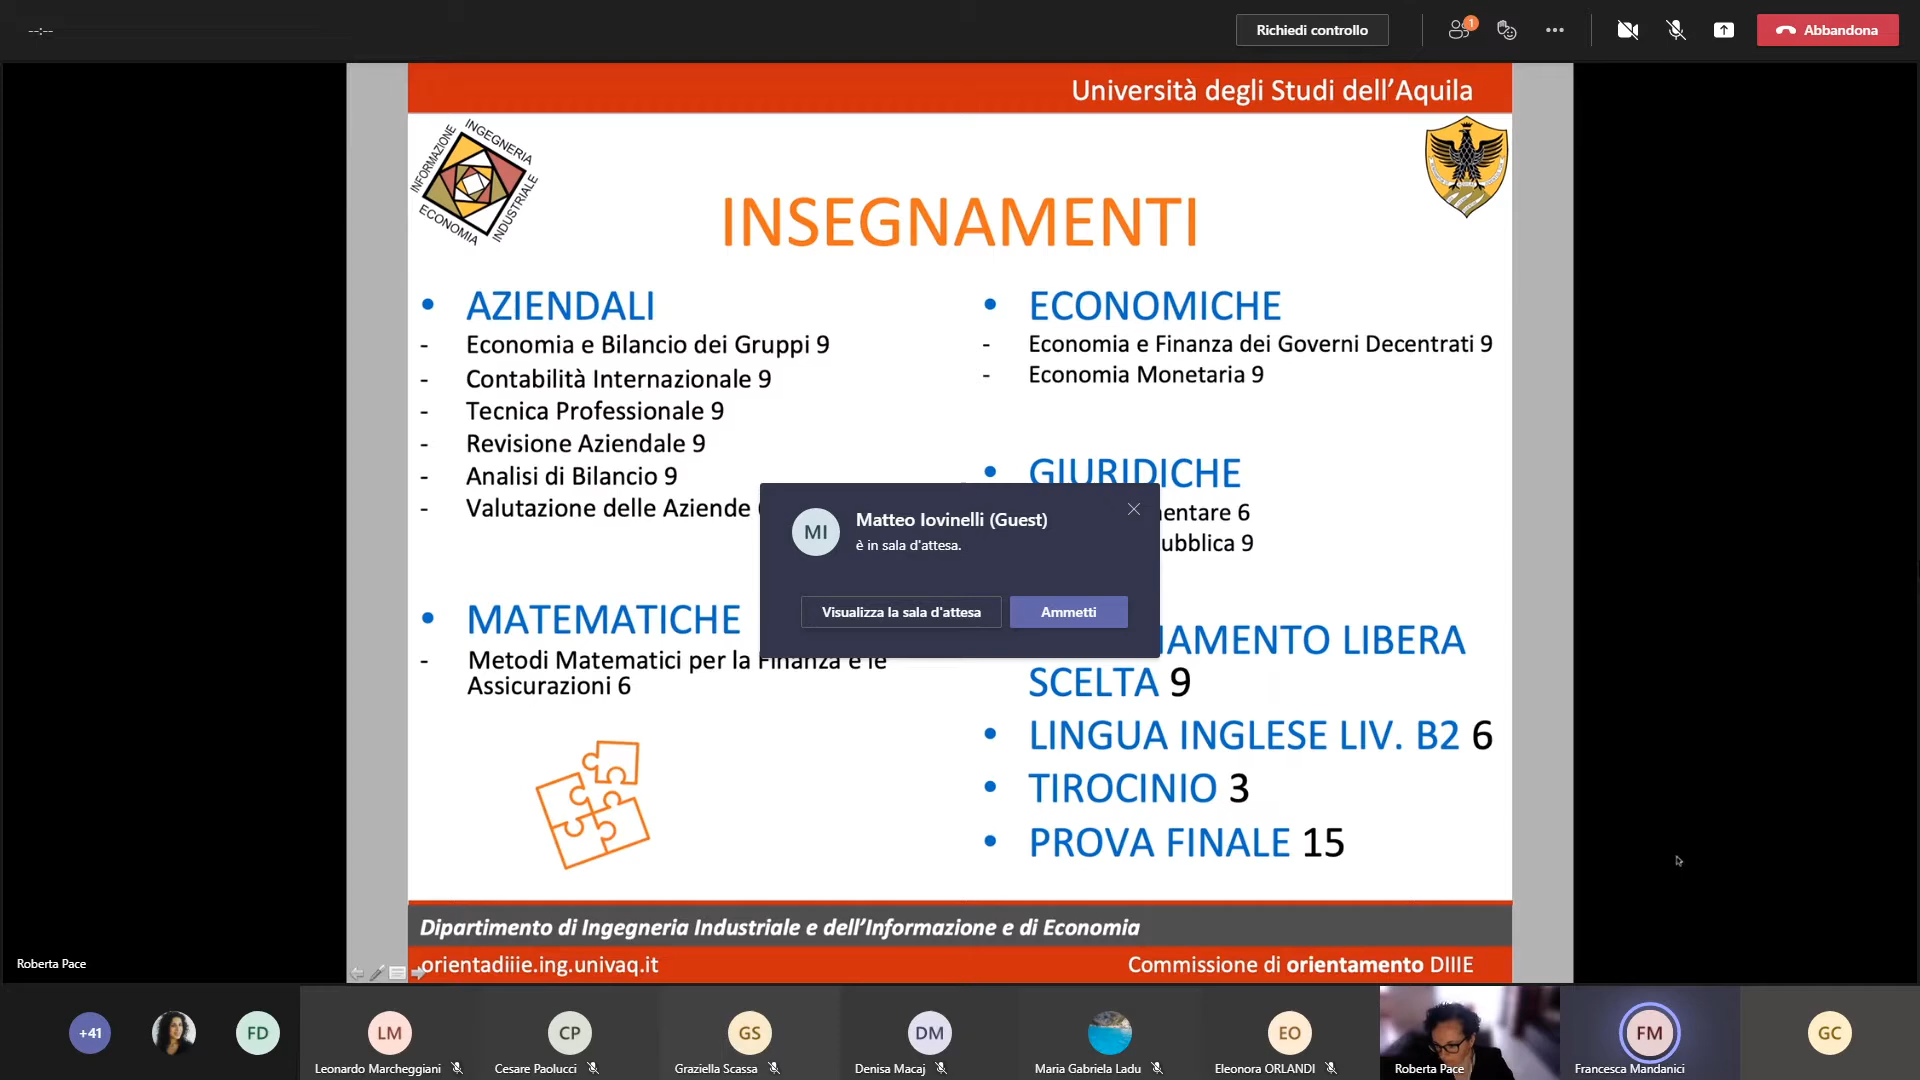 --:--
Richiedi controllo
1
Abbandona
Università degli Studi dell’Aquila
INFORMAZIONE
INGEGNERIA
INDUSTRIALE
ECONOMIA
INSEGNAMENTI
• AZIENDALI
- Economia e Bilancio dei Gruppi 9
- Contabilità Internazionale 9
- Tecnica Professionale 9
- Revisione Aziendale 9
- Analisi di Bilancio 9
- Valutazione delle Aziende
• MATEMATICHE
- Metodi Matematici per la Finanza e le
Assicurazioni 6
• ECONOMICHE
- Economia e Finanza dei Governi Decentrati 9
- Economia Monetaria 9
• GIURIDICHE
entare 6
ubblica 9
AMENTO LIBERA
SCELTA 9
• LINGUA INGLESE LIV. B2 6
• TIROCINIO 3
• PROVA FINALE 15
MI
Matteo Iovinelli (Guest)
è in sala d'attesa.
Visualizza la sala d'attesa
Ammetti
Dipartimento di Ingegneria Industriale e dell’Informazione e di Economia
orientadiiie.ing.univaq.it
Commissione di orientamento DIIIE
Roberta Pace
+41
FD
LM
Leonardo Marcheggiani
CP
Cesare Paolucci
GS
Graziella Scassa
DM
Denisa Macaj
Maria Gabriela Ladu
EO
Eleonora ORLANDI
Roberta Pace
FM
Francesca Mandanici
GC